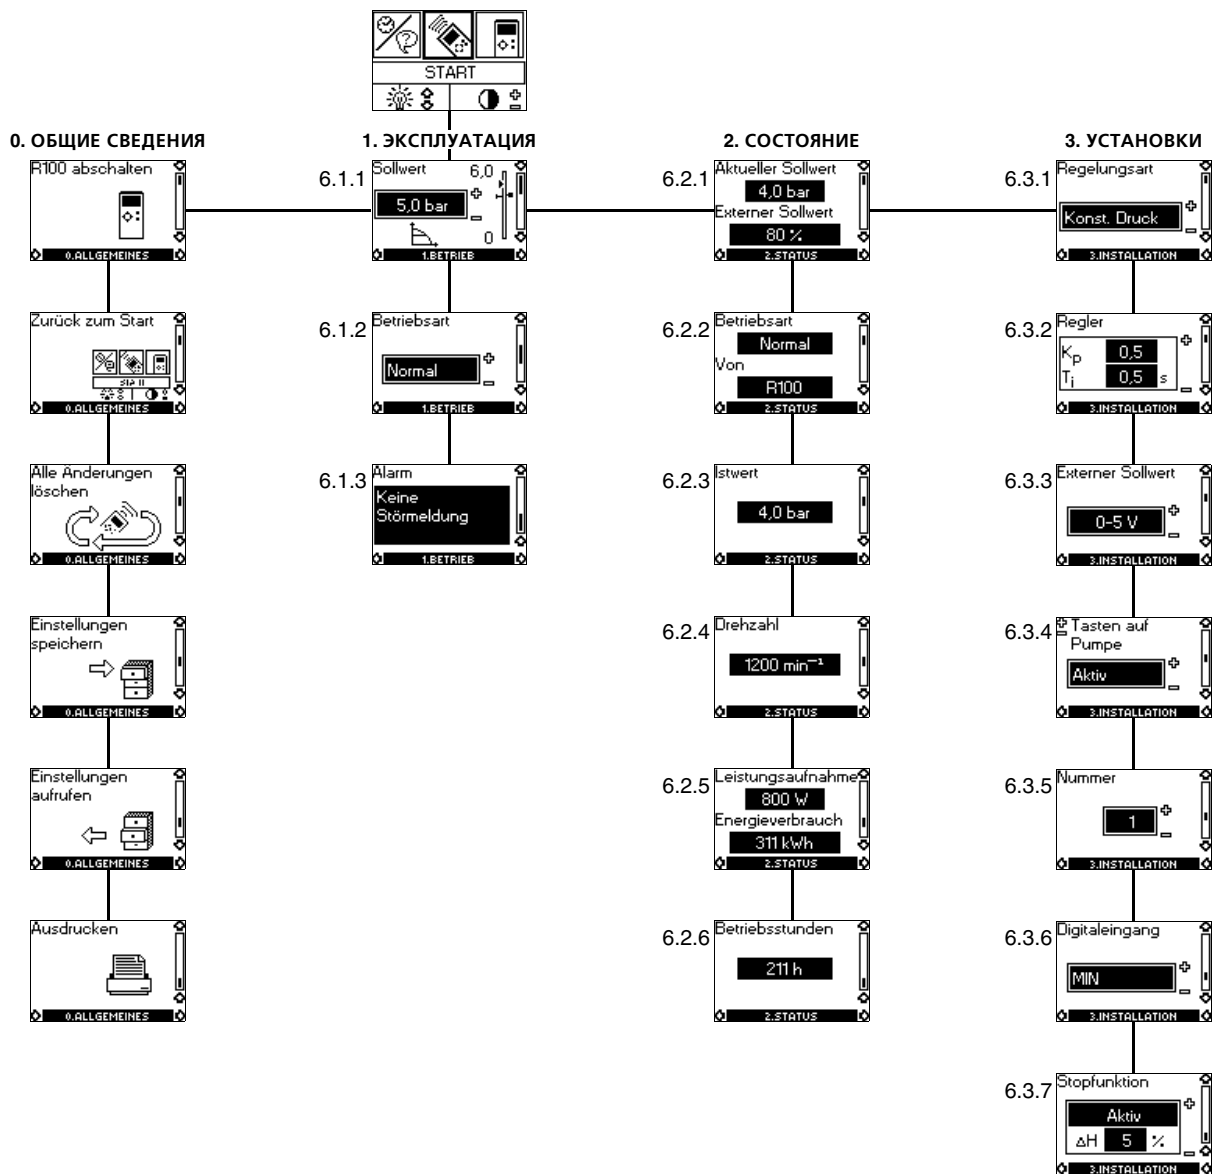 START
0. ОБЩИЕ СВЕДЕНИЯ
R100 abschalten
0.ALLGEMEINES
Zurück zum Start
START
0.ALLGEMEINES
Alle Änderungen
löschen
0.ALLGEMEINES
Einstellungen
speichern
0.ALLGEMEINES
Einstellungen
aufrufen
0.ALLGEMEINES
Ausdrucken
0.ALLGEMEINES
1. ЭКСПЛУАТАЦИЯ
6.1.1
Sollwert 6,0
5,0 bar
0
1.BETRIEB
6.1.2
Betriebsart
Normal
1.BETRIEB
6.1.3
Alarm
Keine
Störmeldung
1.BETRIEB
2. СОСТОЯНИЕ
6.2.1
Aktueller Sollwert
4,0 bar
Externer Sollwert
80 %
2.STATUS
6.2.2
Betriebsart
Normal
Von
R100
2.STATUS
6.2.3
Istwert
4,0 bar
2.STATUS
6.2.4
Drehzahl
1200 min⁻¹
2.STATUS
6.2.5
Leistungsaufnahme
800 W
Energieverbrauch
311 kWh
2.STATUS
6.2.6
Betriebsstunden
211 h
2.STATUS
3. УСТАНОВКИ
6.3.1
Regelungsart
Konst. Druck
3.INSTALLATION
6.3.2
Regler
Kp 0,5
Ti 0,5 s
3.INSTALLATION
6.3.3
Externer Sollwert
0-5 V
3.INSTALLATION
6.3.4
Tasten auf
Pumpe
Aktiv
3.INSTALLATION
6.3.5
Nummer
1
3.INSTALLATION
6.3.6
Digitaleingang
MIN
3.INSTALLATION
6.3.7
Stopfunktion
Aktiv
ΔH 5 %
3.INSTALLATION